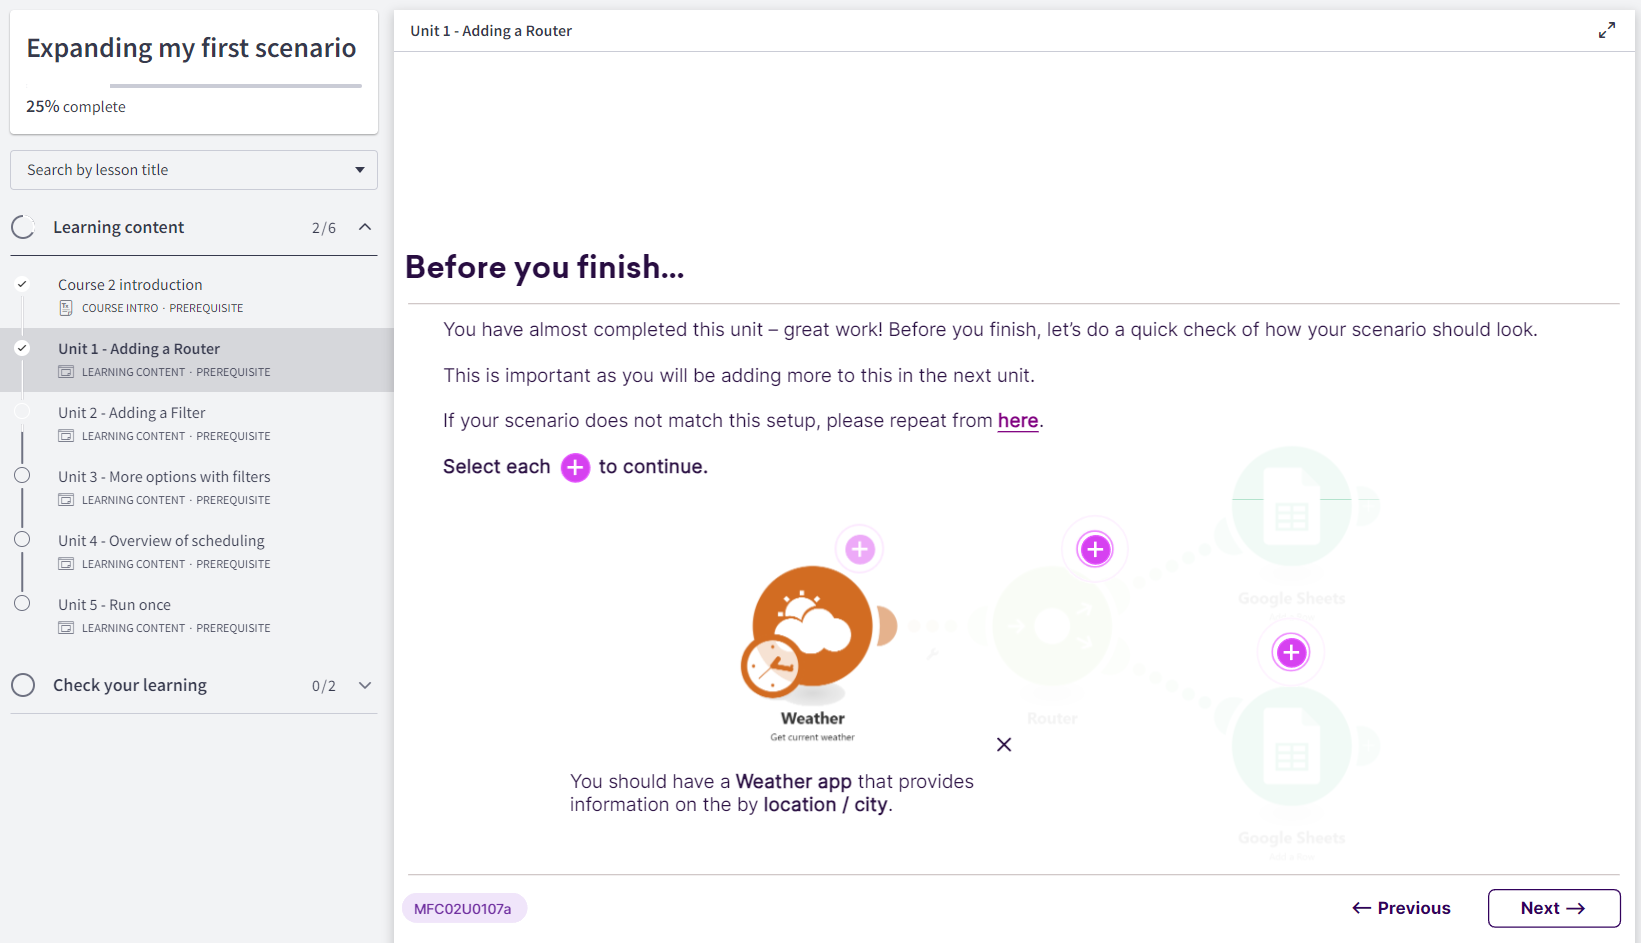 Expanding my first scenario
25% complete
Search by lesson title
Learning content 2/6
Course 2 introduction
COURSE INTRO · PREREQUISITE
Unit 1 - Adding a Router
LEARNING CONTENT · PREREQUISITE
Unit 2 - Adding a Filter
LEARNING CONTENT · PREREQUISITE
Unit 3 - More options with filters
LEARNING CONTENT · PREREQUISITE
Unit 4 - Overview of scheduling
LEARNING CONTENT · PREREQUISITE
Unit 5 - Run once
LEARNING CONTENT · PREREQUISITE
Check your learning 0/2
Unit 1 - Adding a Router
Before you finish...
You have almost completed this unit – great work! Before you finish, let’s do a quick check of how your scenario should look.
This is important as you will be adding more to this in the next unit.
If your scenario does not match this setup, please repeat from here.
Select each + to continue.
Google Sheets
Weather
Get current weather
Router
Google Sheets
You should have a Weather app that provides
information on the by location / city.
MFC02U0107a
← Previous
Next →